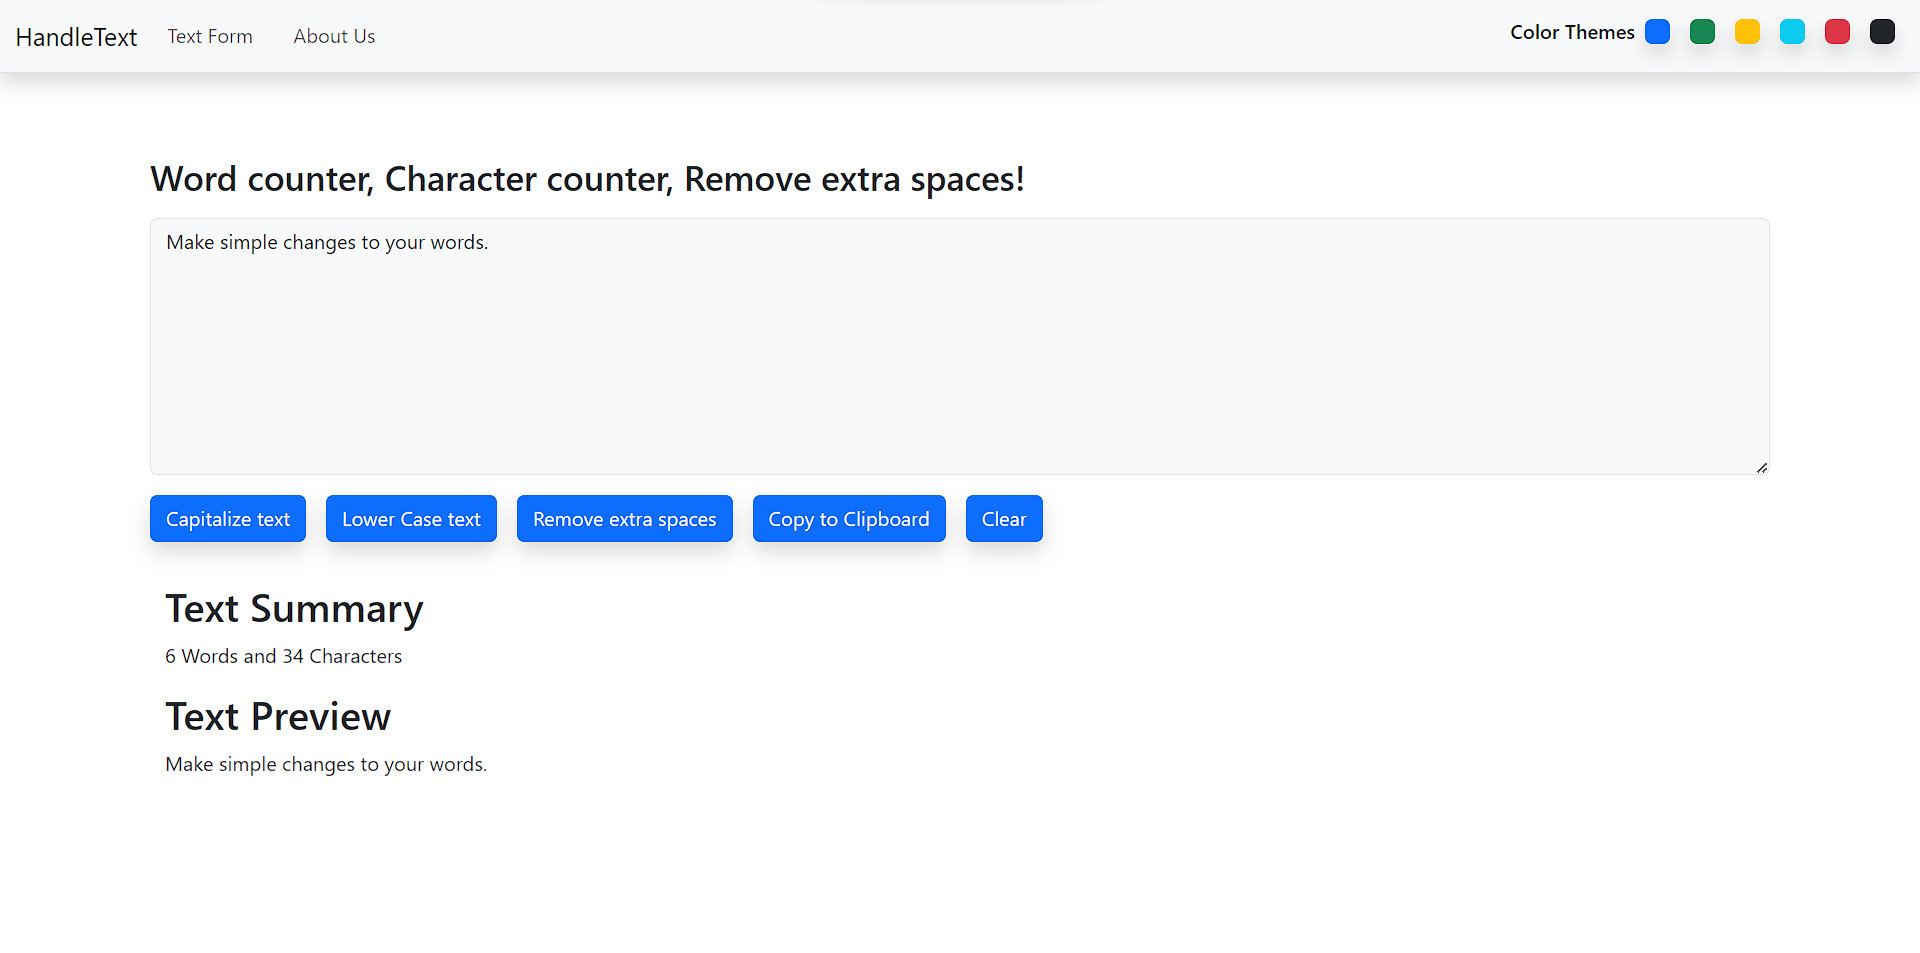 HandleText Text Form About Us Color Themes
Word counter, Character counter, Remove extra spaces!
Make simple changes to your words.
Capitalize text Lower Case text Remove extra spaces Copy to Clipboard Clear
Text Summary
6 Words and 34 Characters
Text Preview
Make simple changes to your words.